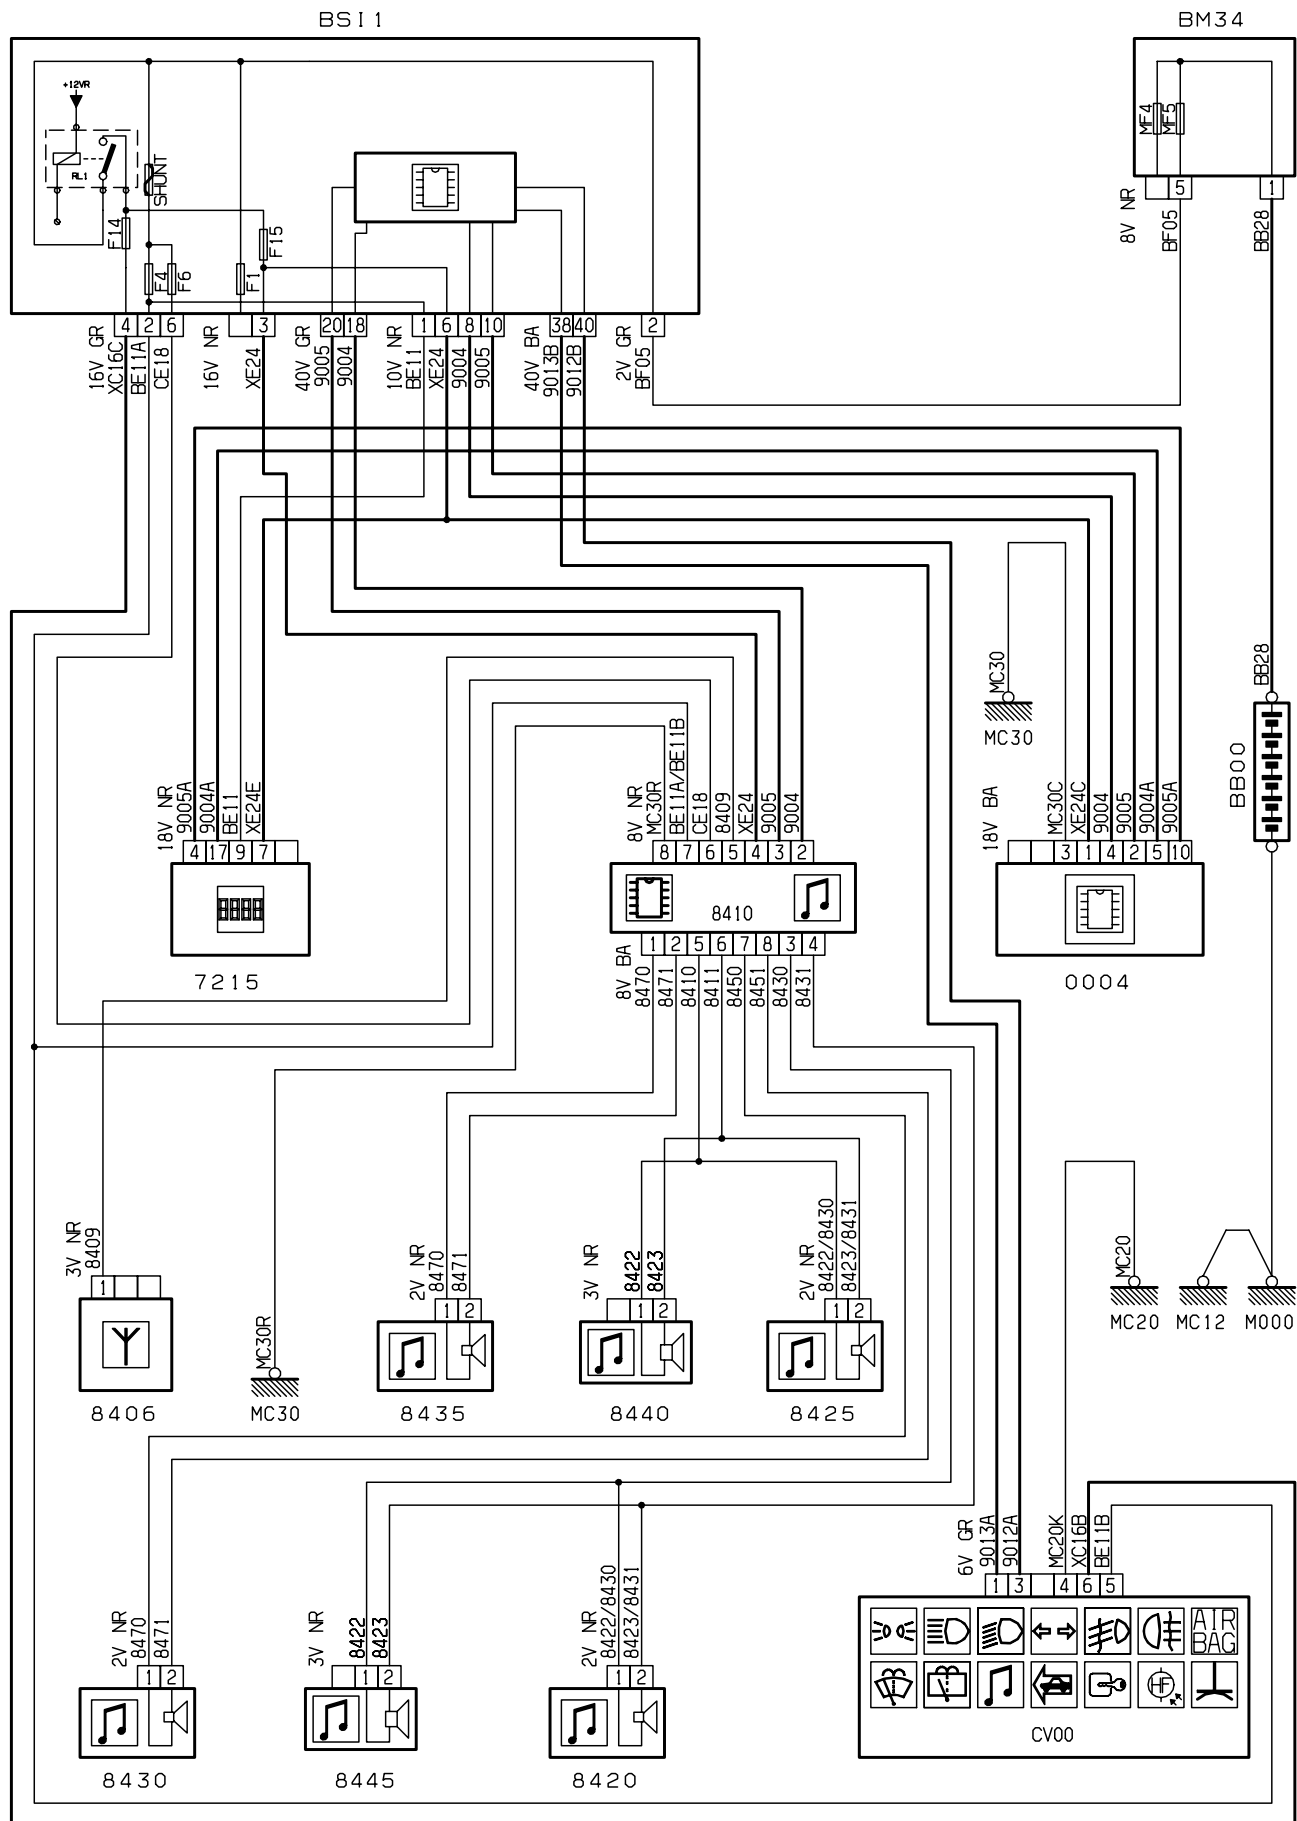 BSI1
BM34
+12VR
RL1
SHUNT
F14
F15
F4
F6
F1
MF4
MF5
4
2
6
3
20
18
1
6
8
10
38
40
2
5
1
16V GR
XC16C
BE11A
CE18
16V NR
XE24
40V GR
9005
9004
10V NR
BE11
XE24
9004
9005
40V BA
9013B
9012B
2V GR
BF05
8V NR
BF05
BB28
BB28
BB00
MC30
MC30
18V NR
9005A
9004A
BE11
XE24E
4
17
9
7
7215
8V NR
MC30R
BE11A/BE11B
CE18
8409
XE24
9005
9004
8
7
6
5
4
3
2
8410
1
2
5
6
7
8
3
4
8V BA
8470
8471
8410
8411
8450
8451
8430
8431
18V BA
MC30C
XE24C
9004
9005
9004A
9005A
3
1
4
2
5
10
0004
3V NR
8409
1
8406
MC30R
MC30
2V NR
8470
8471
1
2
8435
3V NR
8422
8423
1
2
8440
2V NR
8422/8430
8423/8431
1
2
8425
MC20
MC20
MC12
M000
2V NR
8470
8471
1
2
8430
3V NR
8422
8423
1
2
8445
2V NR
8422/8430
8423/8431
1
2
8420
6V GR
9013A
9012A
MC20K
XC16B
BE11B
1
3
4
6
5
AIR
BAG
HF
CV00